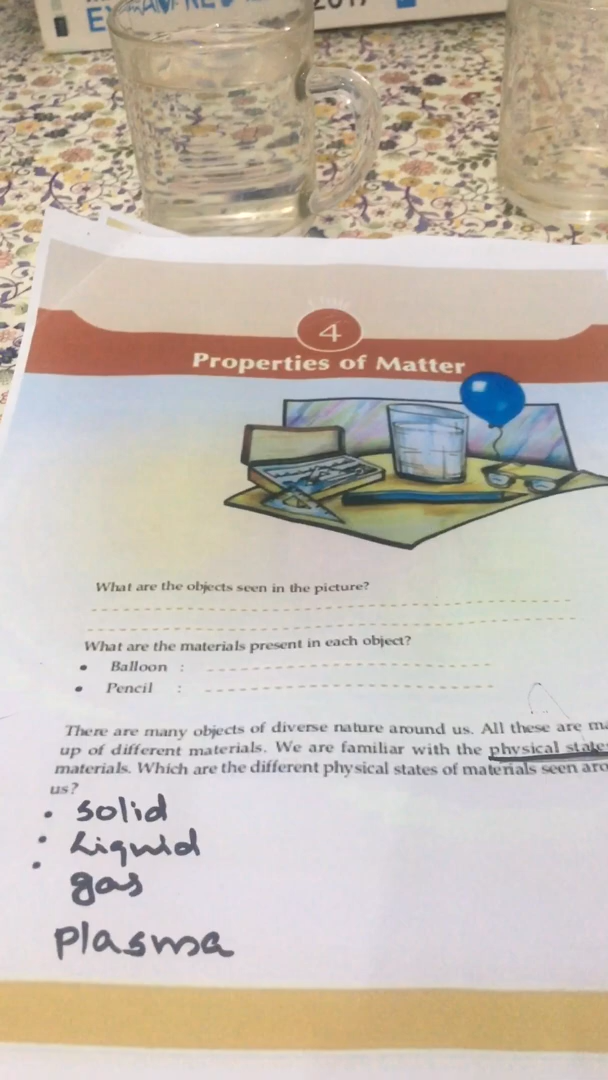 2017
4
Properties of Matter
What are the objects seen in the picture?
What are the materials present in each object?
• Balloon :
• Pencil :
There are many objects of diverse nature around us. All these are
up of different materials. We are familiar with the physical states
materials. Which are the different physical states of materials seen
us?
• solid
• Liquid
• gas
plasma